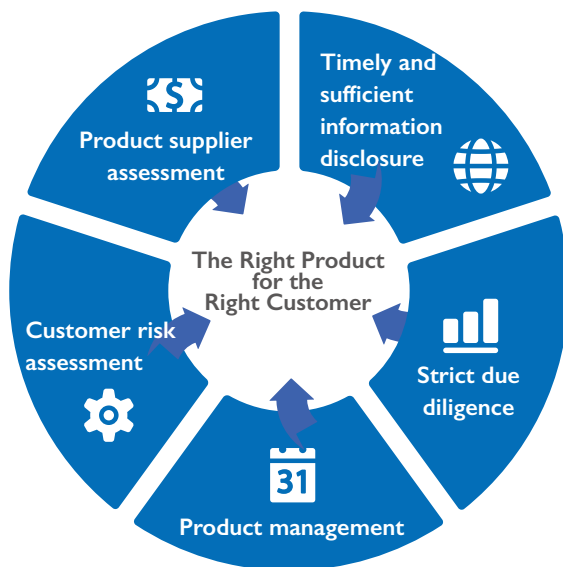 Timely and
sufficient
information
disclosure
$
Product supplier
assessment
The Right Product
for the
Right Customer
Customer risk
assessment
Strict due
diligence
31
Product management